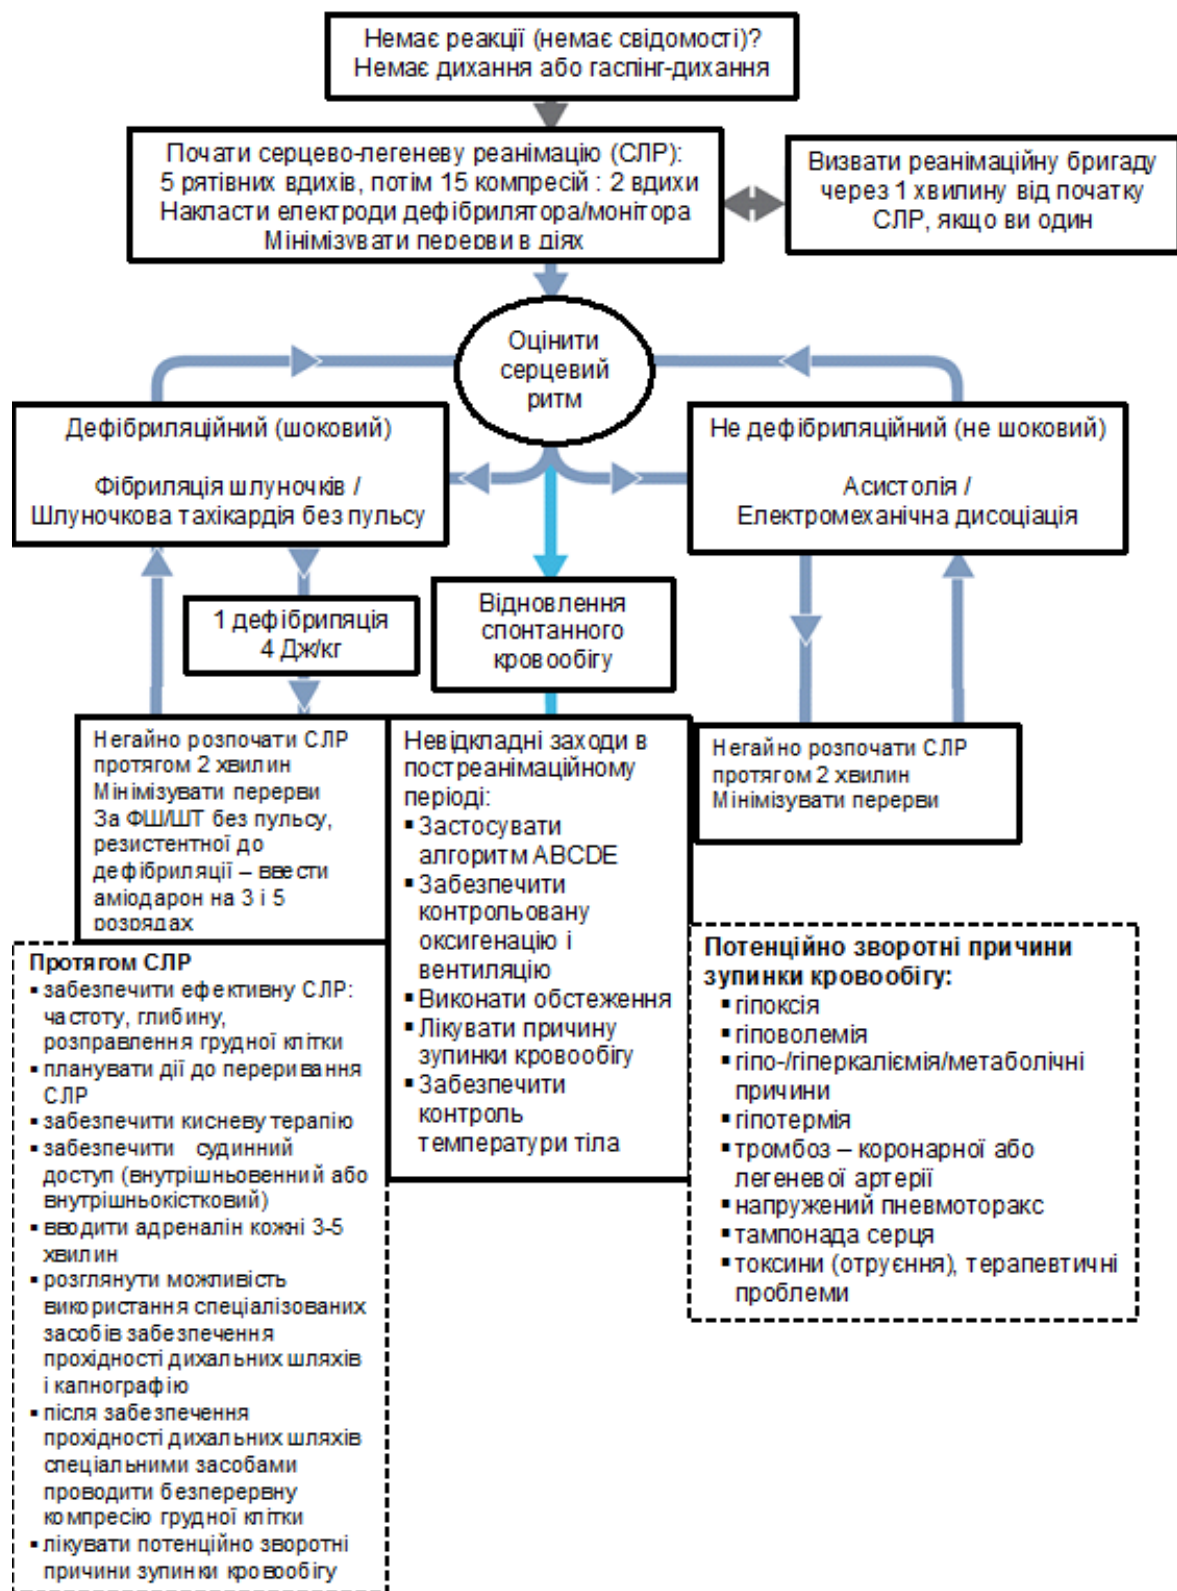 Немає реакції (немає свідомості)?
Немає дихання або гаспінг-дихання
Почати серцево-легеневу реанімацію (СЛР):
5 рятівних вдихів, потім 15 компресій : 2 вдихи
Накласти електроди дефібрилятора/монітора
Мінімізувати перерви в діях
Визвати реанімаційну бригаду
через 1 хвилину від початку
СЛР, якщо ви один
Оцінити
серцевий
ритм
Дефібриляційний (шоковий)
Фібриляція шлуночків /
Шлуночкова тахікардія без пульсу
Не дефібриляційний (не шоковий)
Асистолія /
Електромеханічна дисоціація
1 дефібрипяція
4 Дж/кг
Відновлення
спонтанного
кровообігу
Негайно розпочати СЛР
протягом 2 хвилин
Мінімізувати перерви
За ФШ/ШТ без пульсу,
резистентної до
дефібриляції – ввести
аміодарон на 3 і 5
розрядах
Невідкладні заходи в
постреанімаційному
періоді:
▪ Застосувати
алгоритм ABCDE
▪ Забезпечити
контрольовану
оксигенацію і
вентиляцію
▪ Виконати обстеження
▪ Лікувати причину
зупинки кровообігу
▪ Забезпечити
контроль
температури тіла
Негайно розпочати СЛР
протягом 2 хвилин
Мінімізувати перерви
Протягом СЛР
▪ забезпечити ефективну СЛР:
частоту, глибину,
розправлення грудної клітки
▪ планувати дії до переривання
СЛР
▪ забезпечити кисневу терапію
▪ забезпечити судинний
доступ (внутрішньовенний або
внутрішньокістковий)
▪ вводити адреналін кожні 3-5
хвилин
▪ розглянути можливість
використання спеціалізованих
засобів забезпечення
прохідності дихальних шляхів
і капнографію
▪ після забезпечення
прохідності дихальних шляхів
спеціальними засобами
проводити безперервну
компресію грудної клітки
▪ лікувати потенційно зворотні
причини зупинки кровообігу
Потенційно зворотні причини
зупинки кровообігу:
▪ гіпоксія
▪ гіповолемія
▪ гіпо-/гіперкаліємія/метаболічні
причини
▪ гіпотермія
▪ тромбоз – коронарної або
легеневої артерії
▪ напружений пневмоторакс
▪ тампонада серця
▪ токсини (отруєння), терапевтичні
проблеми